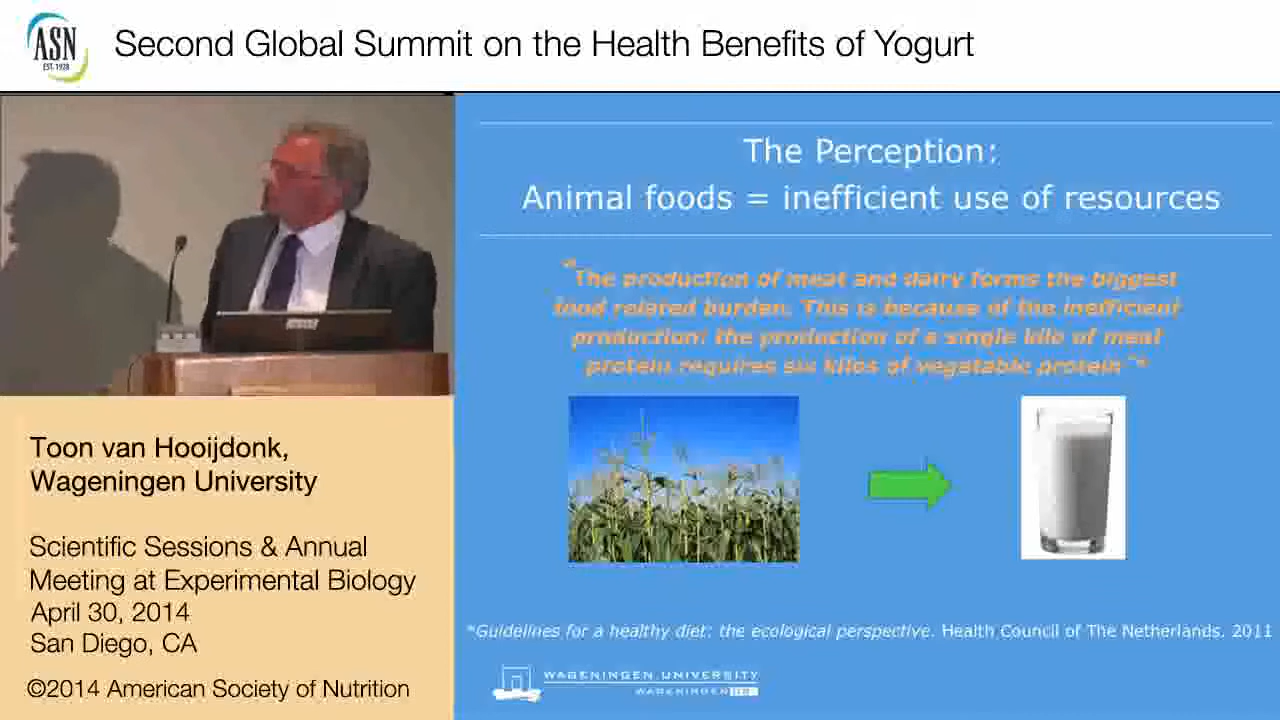 ASN
EST. 1928
Second Global Summit on the Health Benefits of Yogurt
The Perception:
Animal foods = inefficient use of resources
"The production of meat and dairy forms the biggest
food related burden. This is because of the inefficient
production: the production of a single kilo of meat
protein requires six kilos of vegatable protein"*
*Guidelines for a healthy diet: the ecological perspective. Health Council of The Netherlands. 2011
WAGENINGEN UNIVERSITY
WAGENINGEN UR
Toon van Hooijdonk,
Wageningen University
Scientific Sessions & Annual
Meeting at Experimental Biology
April 30, 2014
San Diego, CA
©2014 American Society of Nutrition